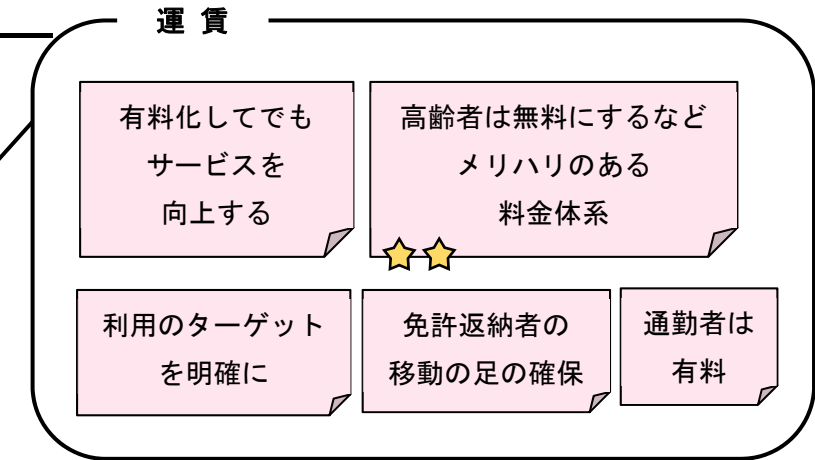 運 賃
有料化してでも
サービスを
向上する
高齢者は無料にするなど
メリハリのある
料金体系
利用のターゲット
を明確に
免許返納者の
移動の足の確保
通勤者は
有料